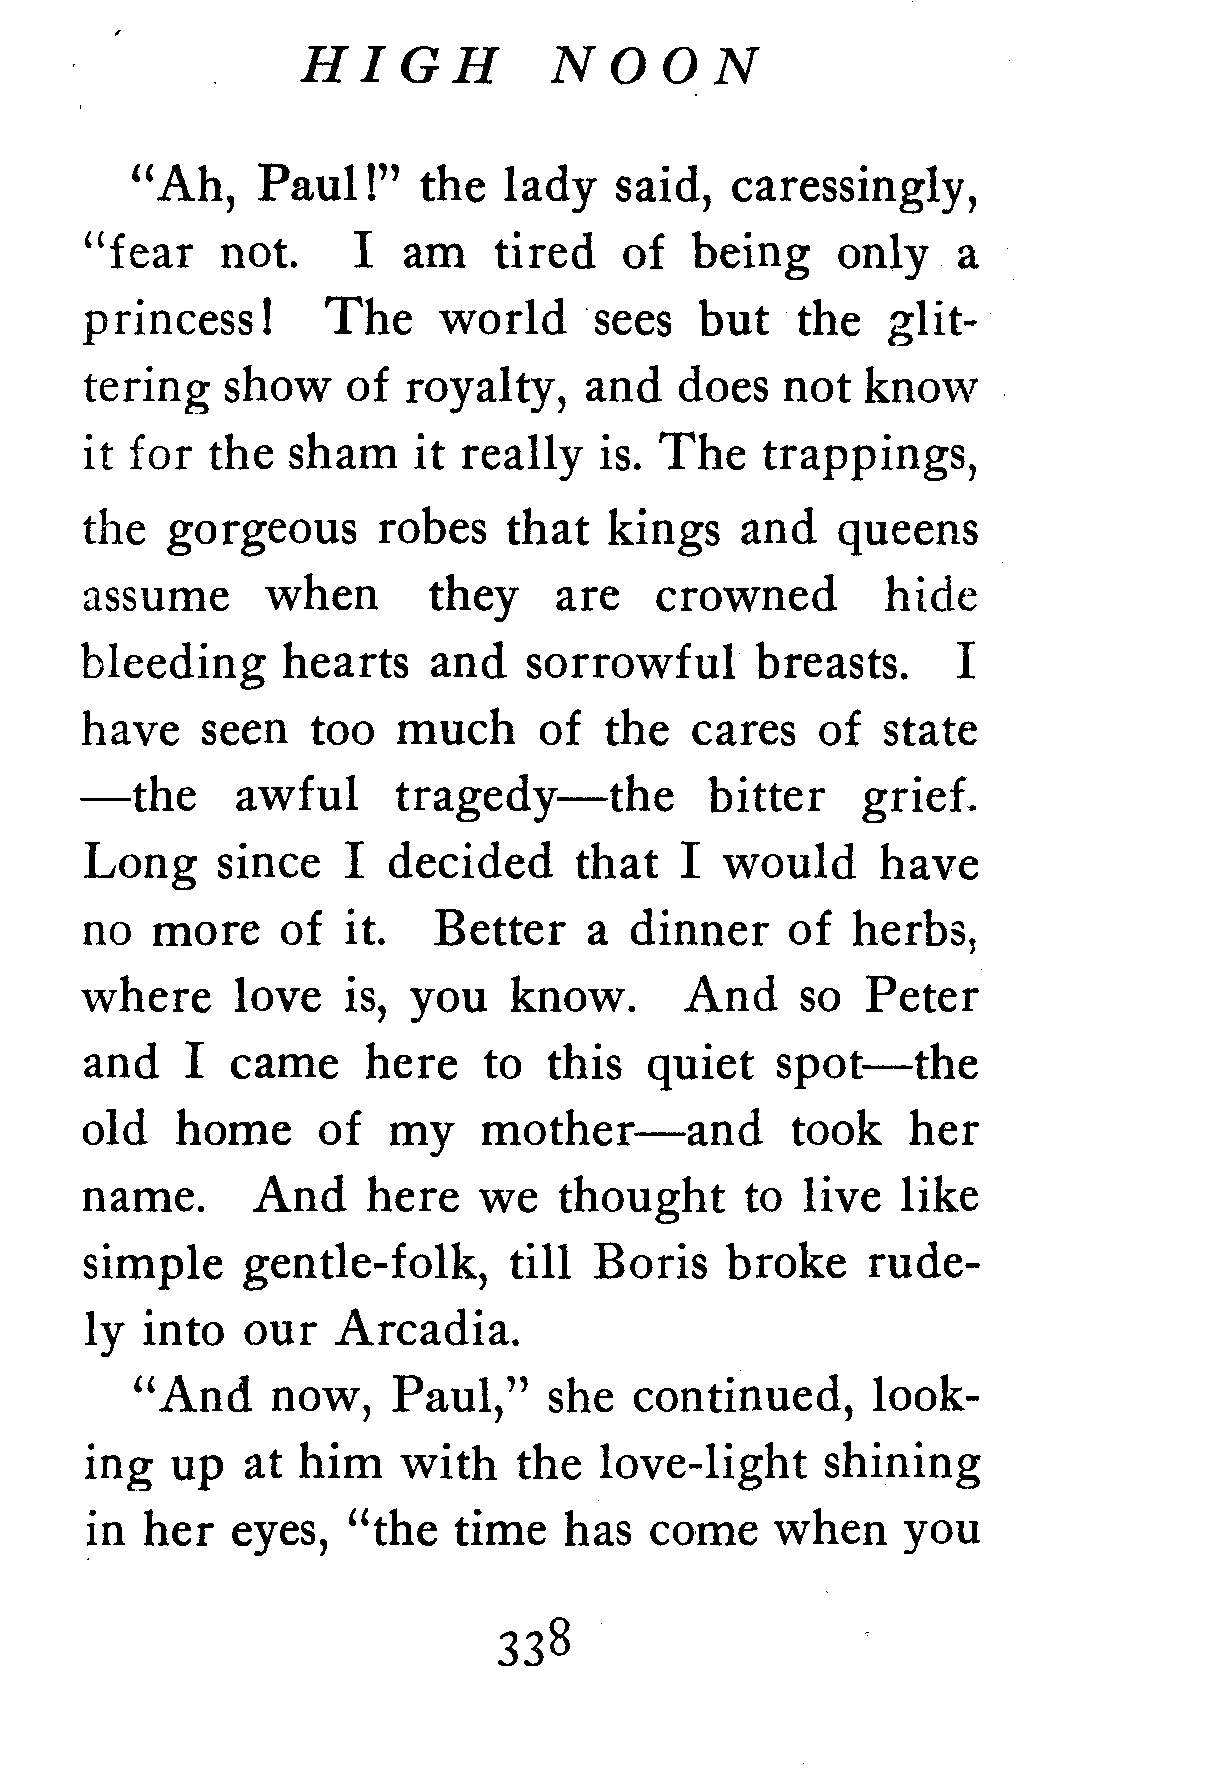 HIGH NOON
“Ah, Paul!” the lady said, caressingly,
“fear not. I am tired of being only a
princess! The world sees but the glit-
tering show of royalty, and does not know
it for the sham it really is. The trappings,
the gorgeous robes that kings and queens
assume when they are crowned hide
bleeding hearts and sorrowful breasts. I
have seen too much of the cares of state
—the awful tragedy—the bitter grief.
Long since I decided that I would have
no more of it. Better a dinner of herbs,
where love is, you know. And so Peter
and I came here to this quiet spot—the
old home of my mother—and took her
name. And here we thought to live like
simple gentle-folk, till Boris broke rude-
ly into our Arcadia.
“And now, Paul,” she continued, look-
ing up at him with the love-light shining
in her eyes, “the time has come when you
338